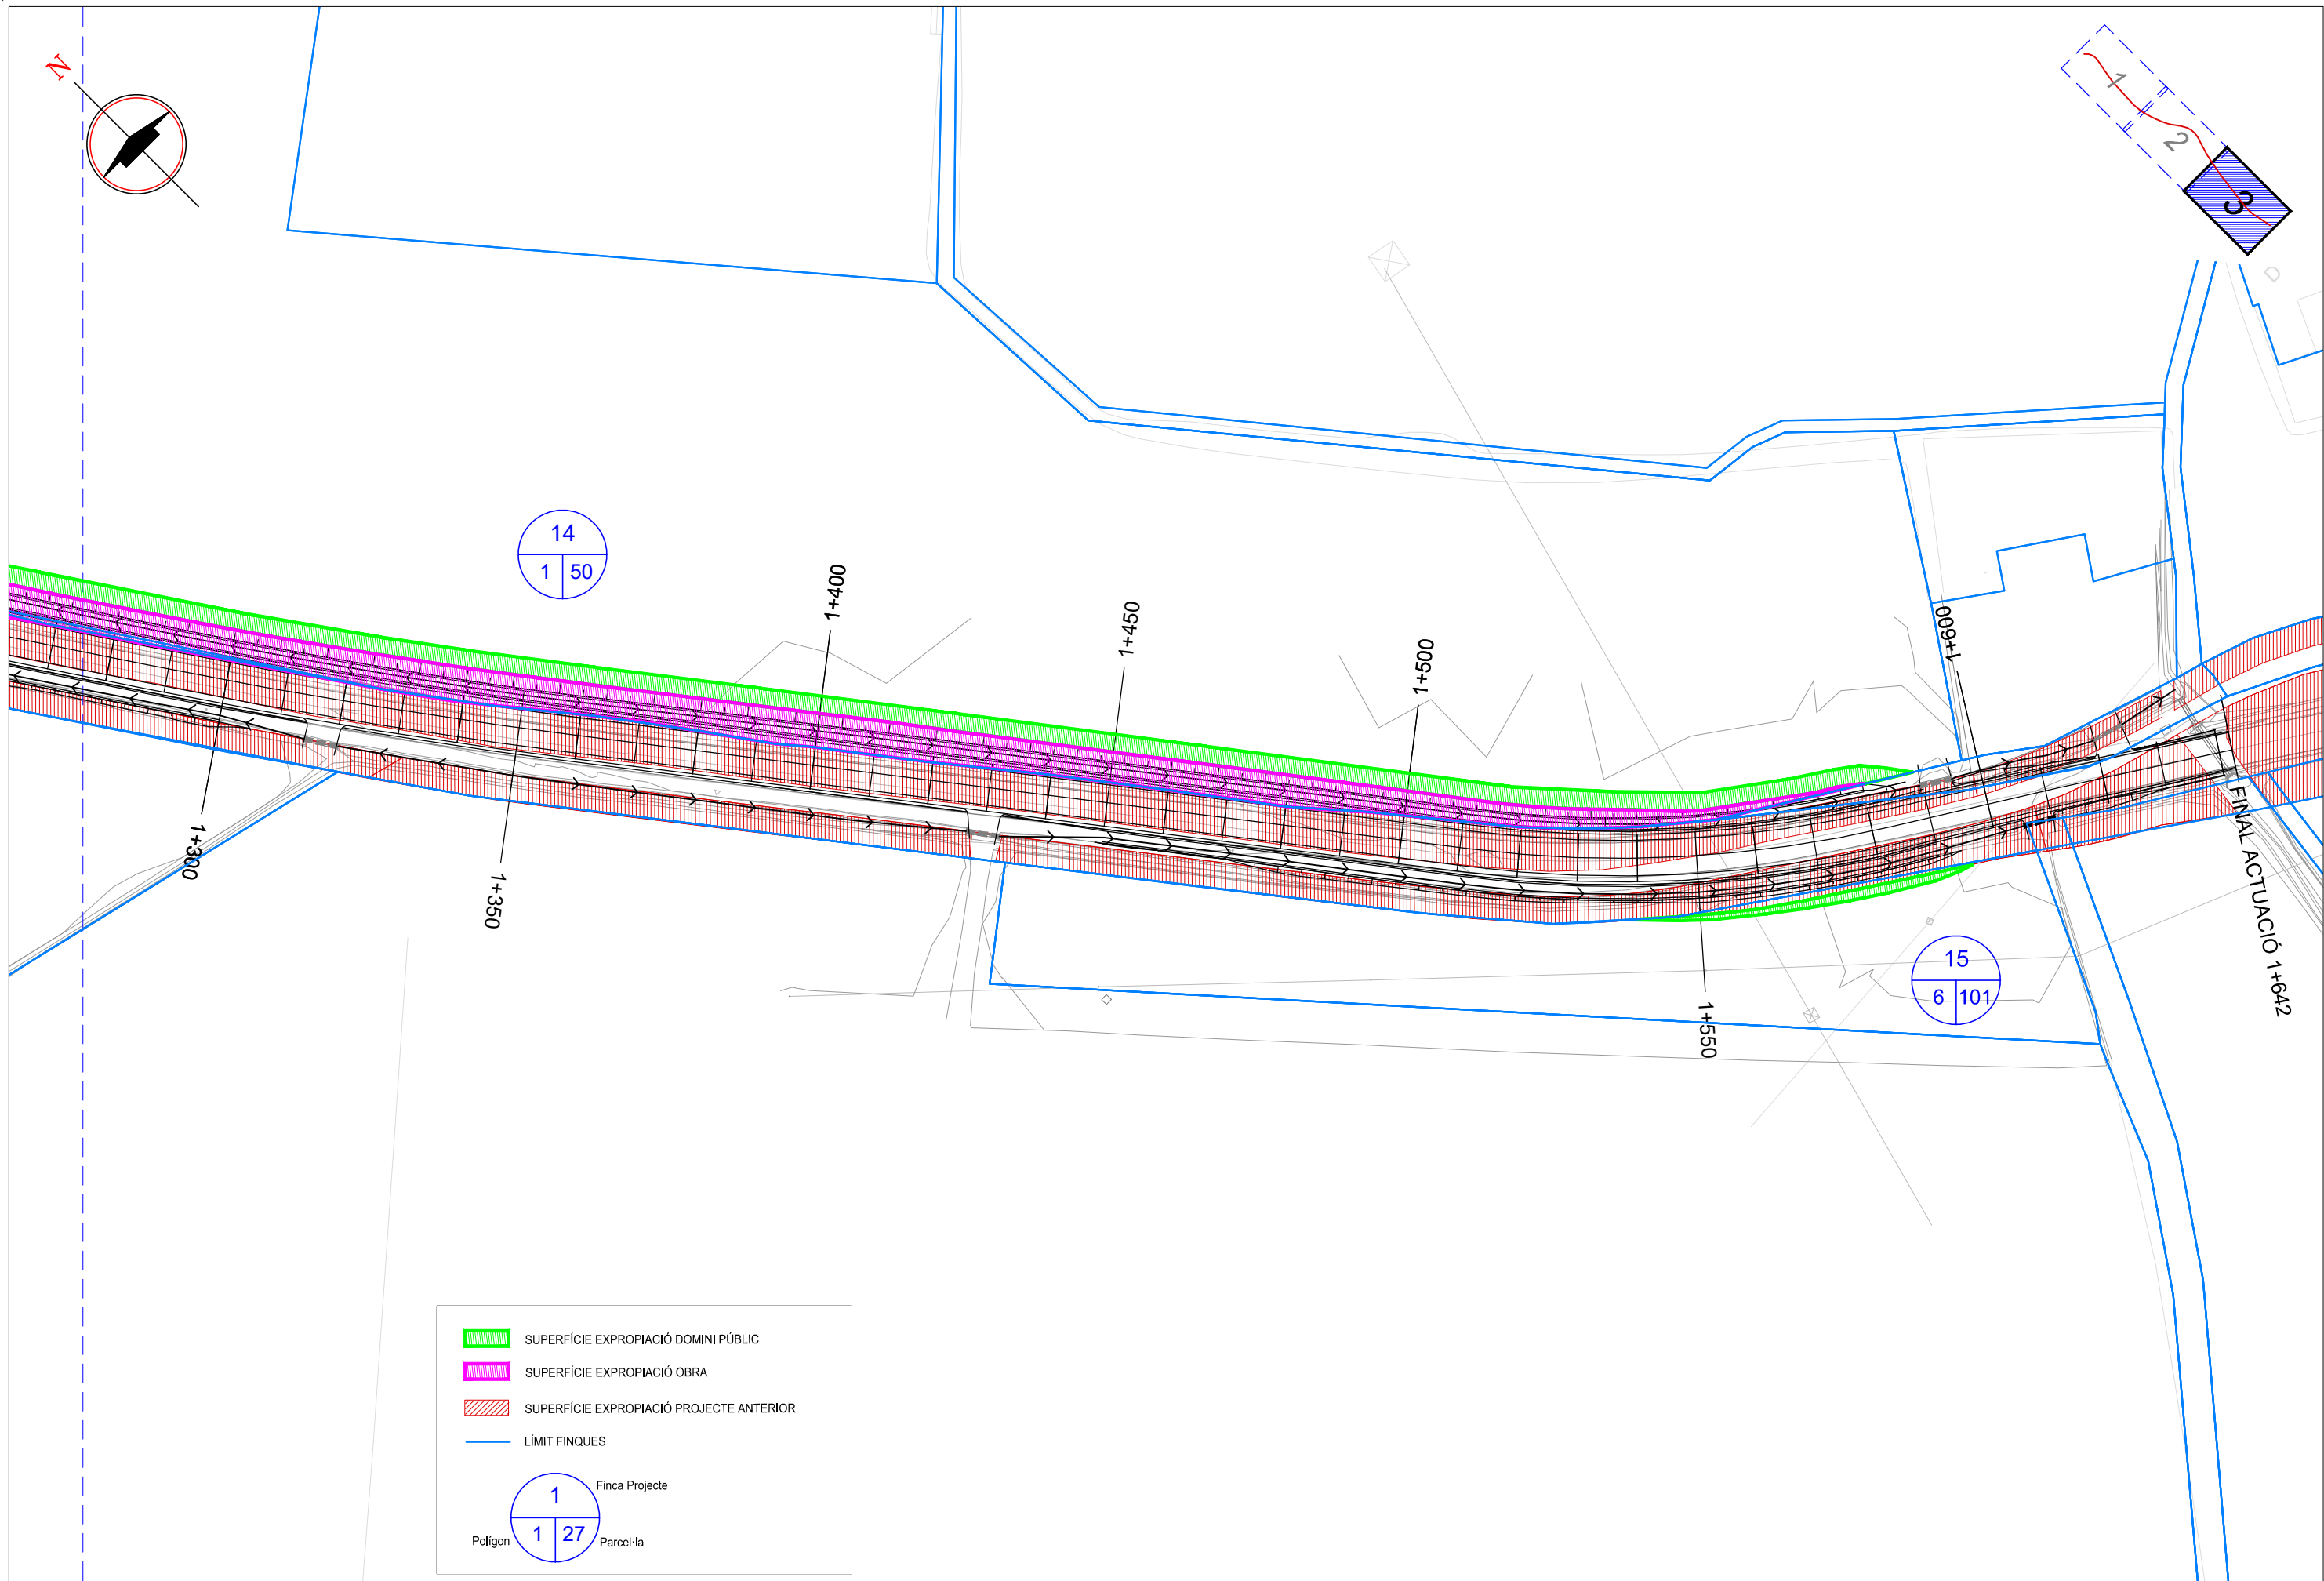 N
1
2
3
D
14
1 50
1+400
1+450
1+500
1+600
1+300
1+350
1+550
FINAL ACTUACIÓ 1+642
15
6 101
SUPERFÍCIE EXPROPIACIÓ DOMINI PÚBLIC
SUPERFÍCIE EXPROPIACIÓ OBRA
SUPERFÍCIE EXPROPIACIÓ PROJECTE ANTERIOR
LÍMIT FINQUES
1 Finca Projecte
Polígon 1 27 Parcel·la